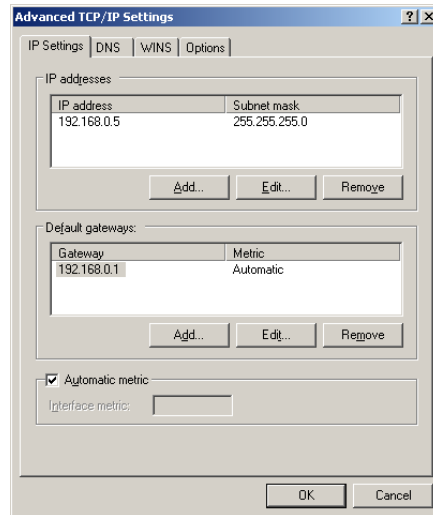 Advanced TCP/IP Settings
IP Settings DNS WINS Options
IP addresses
IP address Subnet mask
192.168.0.5 255.255.255.0
Add... Edit... Remove
Default gateways:
Gateway Metric
192.168.0.1 Automatic
Add... Edit... Remove
Automatic metric
Interface metric:
OK Cancel